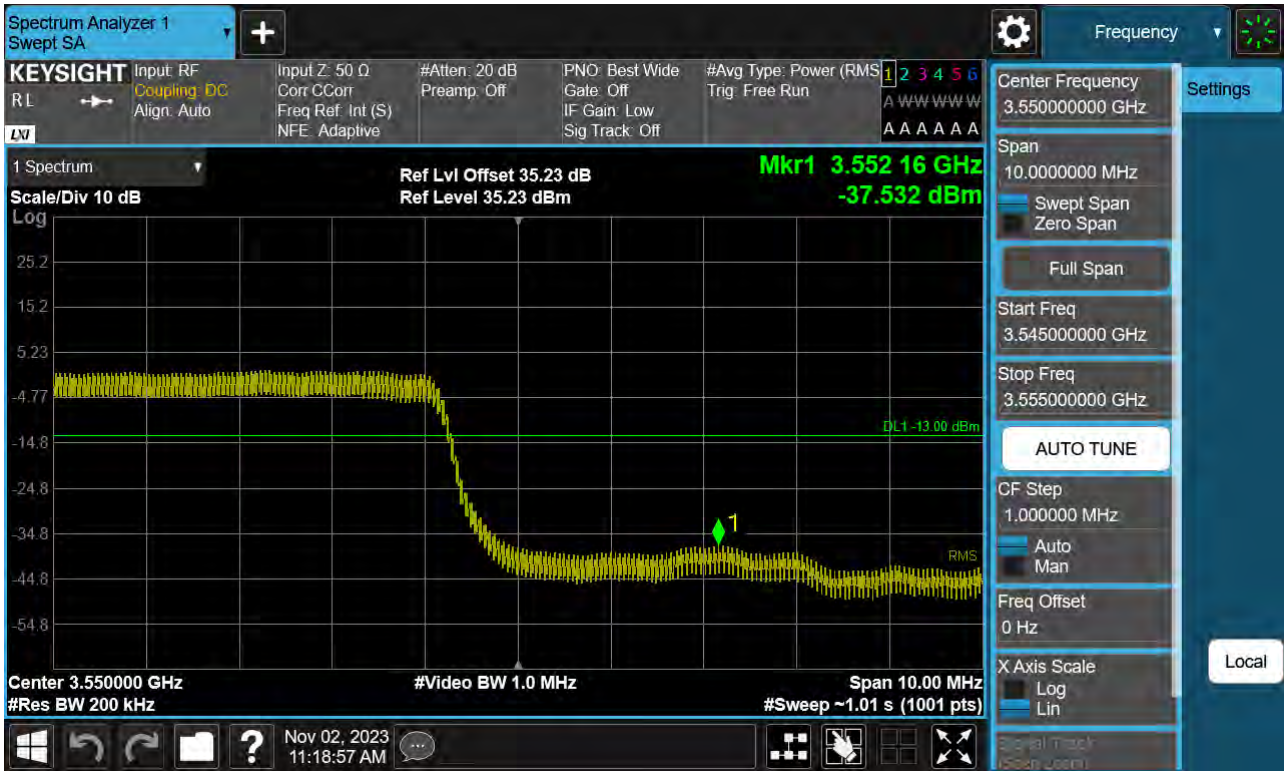 Spectrum Analyzer 1
Swept SA
+
Frequency
KEYSIGHT
RL
LXI
Input: RF
Coupling: DC
Align: Auto
Input Z: 50 Ω
Corr CCorr
Freq Ref: Int (S)
NFE: Adaptive
#Atten: 20 dB
Preamp: Off
PNO: Best Wide
Gate: Off
IF Gain: Low
Sig Track: Off
#Avg Type: Power (RMS
Trig: Free Run
1 2 3 4 5 6
A W W W W W
A A A A A A
1 Spectrum
Scale/Div 10 dB
Log
Ref Lvl Offset 35.23 dB
Ref Level 35.23 dBm
Mkr1 3.552 16 GHz
-37.532 dBm
25.2
15.2
5.23
-4.77
-14.8
-24.8
-34.8
-44.8
-54.8
DL1 -13.00 dBm
1
RMS
Center 3.550000 GHz
#Video BW 1.0 MHz
Span 10.00 MHz
#Res BW 200 kHz
#Sweep ~1.01 s (1001 pts)
Center Frequency
3.550000000 GHz
Settings
Span
10.0000000 MHz
Swept Span
Zero Span
Full Span
Start Freq
3.545000000 GHz
Stop Freq
3.555000000 GHz
AUTO TUNE
CF Step
1.000000 MHz
Auto
Man
Freq Offset
0 Hz
X Axis Scale
Log
Lin
Local
Signal Track
(Span Zoom)
?
Nov 02, 2023
11:18:57 AM